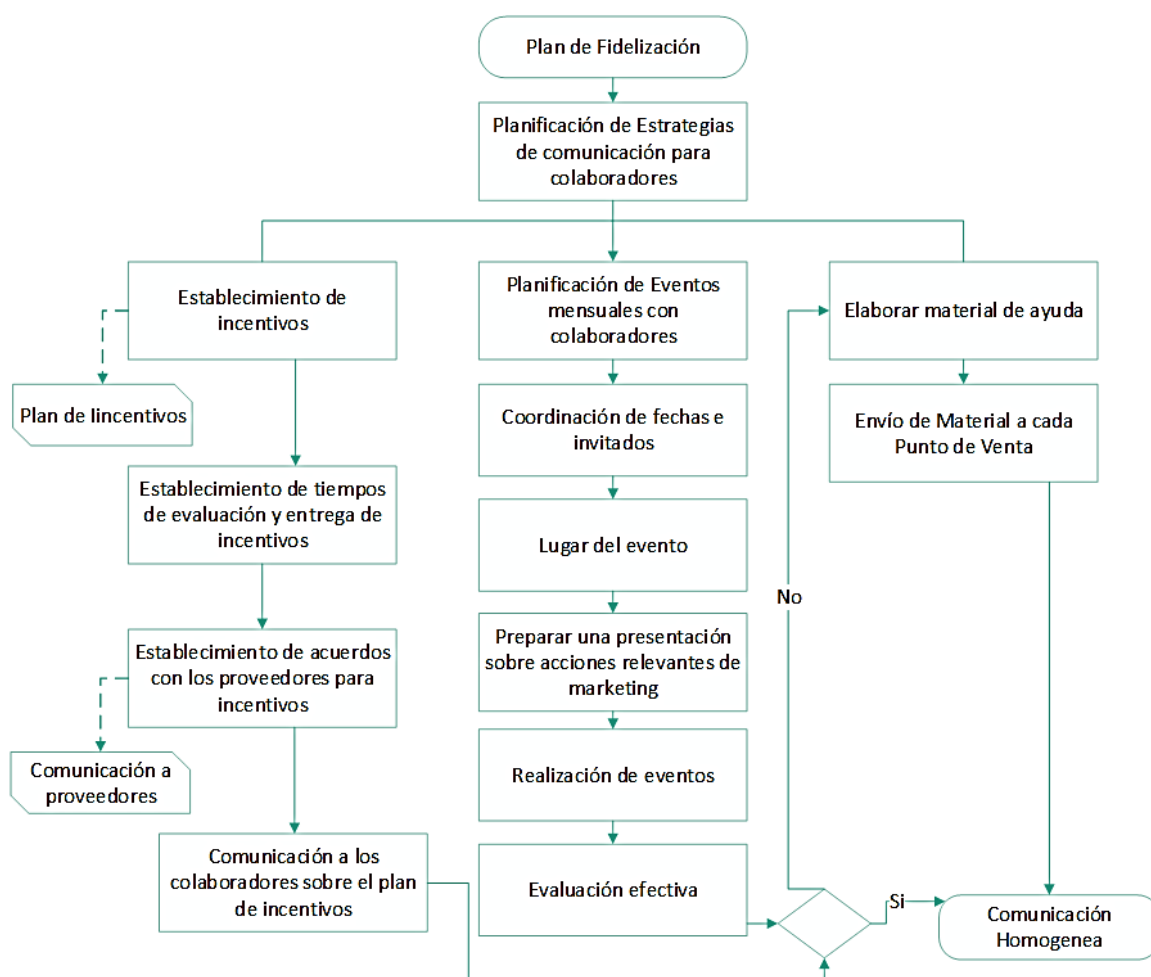 Plan de Fidelización
Planificación de Estrategias
de comunicación para
colaboradores
Establecimiento de
incentivos
Plan de Iincentivos
Establecimiento de tiempos
de evaluación y entrega de
incentivos
Establecimiento de acuerdos
con los proveedores para
incentivos
Comunicación a
proveedores
Comunicación a los
colaboradores sobre el plan
de incentivos
Planificación de Eventos
mensuales con
colaboradores
Coordinación de fechas e
invitados
Lugar del evento
Preparar una presentación
sobre acciones relevantes de
marketing
Realización de eventos
Evaluación efectiva
Elaborar material de ayuda
Envío de Material a cada
Punto de Venta
No
Si
Comunicación
Homogenea